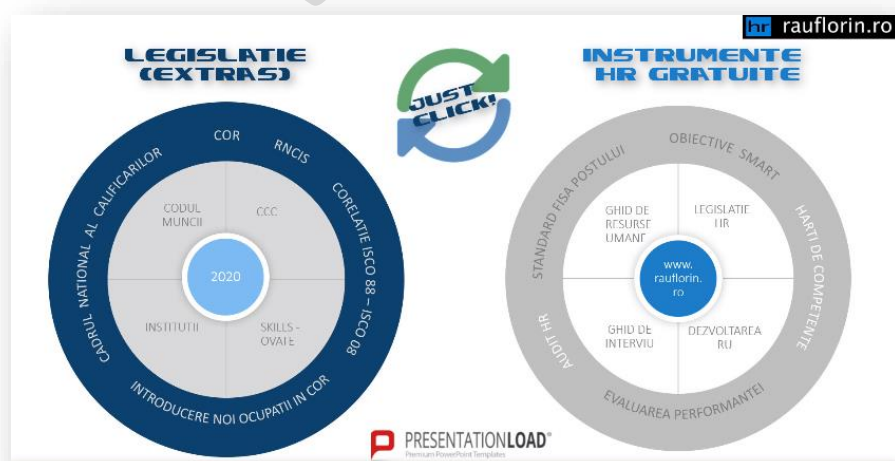 hr rauflorin.ro
LEGISLATIE
(EXTRAS)
JUST
CLICK!
INSTRUMENTE
HR GRATUITE
CADRUL NATIONAL AL CALIFICARILOR
COR
RNCIS
CORELATIE ISCO 88 – ISCO 08
INTRODUCERE NOI OCUPATII IN COR
CODUL
MUNCII
CCC
2020
INSTITUTII
SKILLS -
OVATE
STANDARD FISA POSTULUI
OBIECTIVE SMART
HARTI DE COMPETENTE
EVALUAREA PERFORMANTEI
AUDIT HR
GHID DE
RESURSE
UMANE
LEGISLATIE
HR
www.
rauflorin.
ro
GHID DE
INTERVIU
DEZVOLTAREA
RU
PRESENTATIONLOAD®
Premium PowerPoint Templates